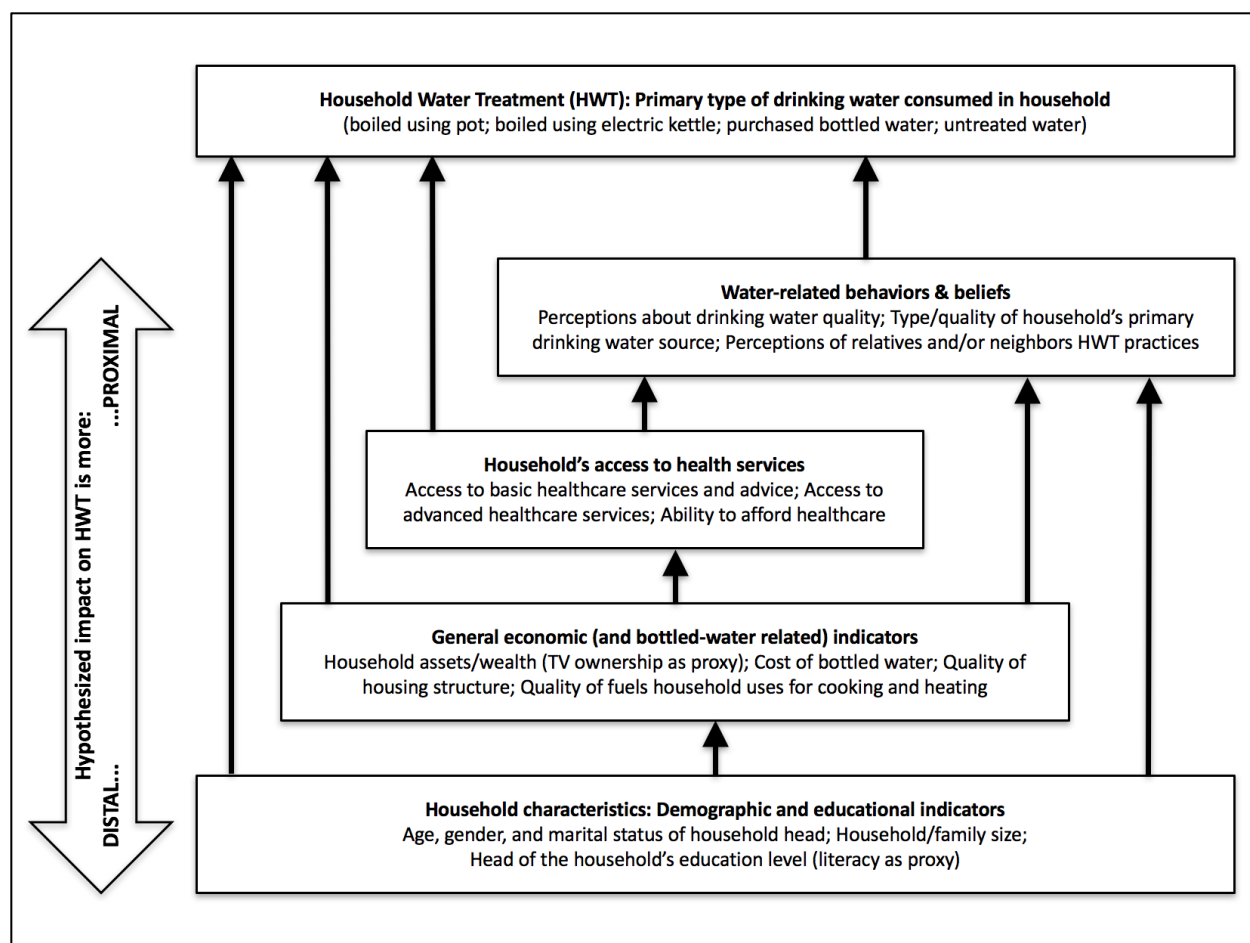 Household Water Treatment (HWT): Primary type of drinking water consumed in household
(boiled using pot; boiled using electric kettle; purchased bottled water; untreated water)
Water-related behaviors & beliefs
Perceptions about drinking water quality; Type/quality of household’s primary
drinking water source; Perceptions of relatives and/or neighbors HWT practices
Household’s access to health services
Access to basic healthcare services and advice; Access to
advanced healthcare services; Ability to afford healthcare
General economic (and bottled-water related) indicators
Household assets/wealth (TV ownership as proxy); Cost of bottled water; Quality of
housing structure; Quality of fuels household uses for cooking and heating
Household characteristics: Demographic and educational indicators
Age, gender, and marital status of household head; Household/family size;
Head of the household’s education level (literacy as proxy)
Hypothesized impact on HWT is more:
DISTAL... ...PROXIMAL